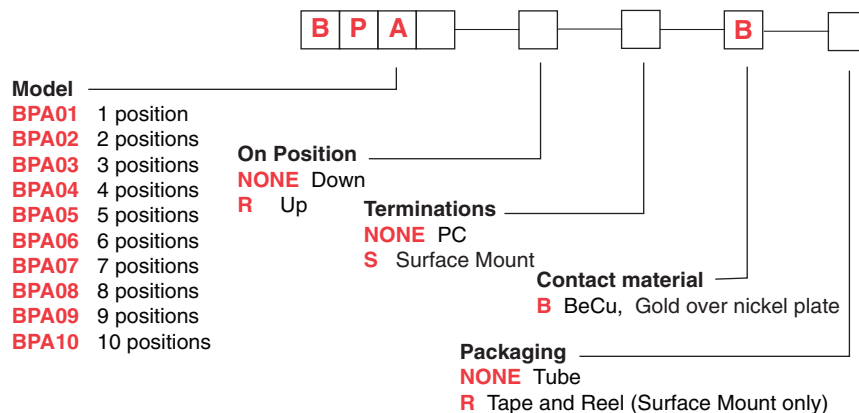 B P A B
Model
BPA01 1 position
BPA02 2 positions
BPA03 3 positions
BPA04 4 positions
BPA05 5 positions
BPA06 6 positions
BPA07 7 positions
BPA08 8 positions
BPA09 9 positions
BPA10 10 positions
On Position
NONE Down
R Up
Terminations
NONE PC
S Surface Mount
Contact material
B BeCu, Gold over nickel plate
Packaging
NONE Tube
R Tape and Reel (Surface Mount only)